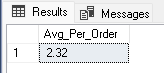 Results Messages
Avg_Per_Order
1 2.32